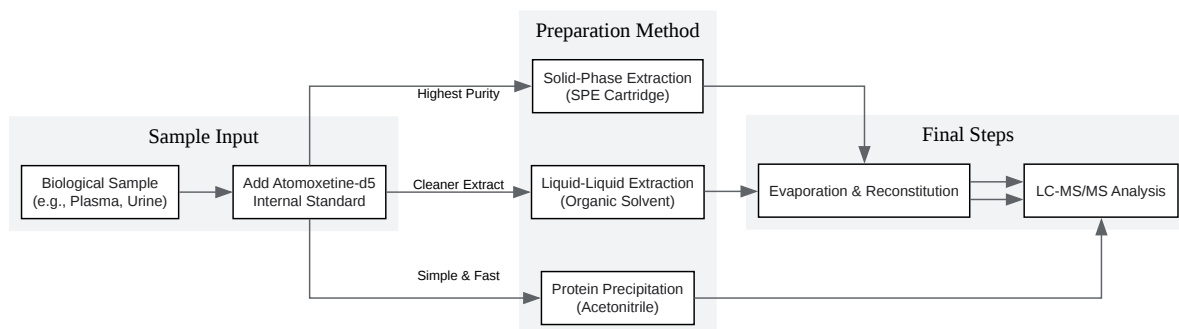 Preparation Method
Solid-Phase Extraction
(SPE Cartridge)
Highest Purity
Sample Input
Final Steps
Biological Sample
(e.g., Plasma, Urine)
Add Atomoxetine-d5
Internal Standard
Cleaner Extract
Liquid-Liquid Extraction
(Organic Solvent)
Evaporation & Reconstitution
LC-MS/MS Analysis
Simple & Fast
Protein Precipitation
(Acetonitrile)